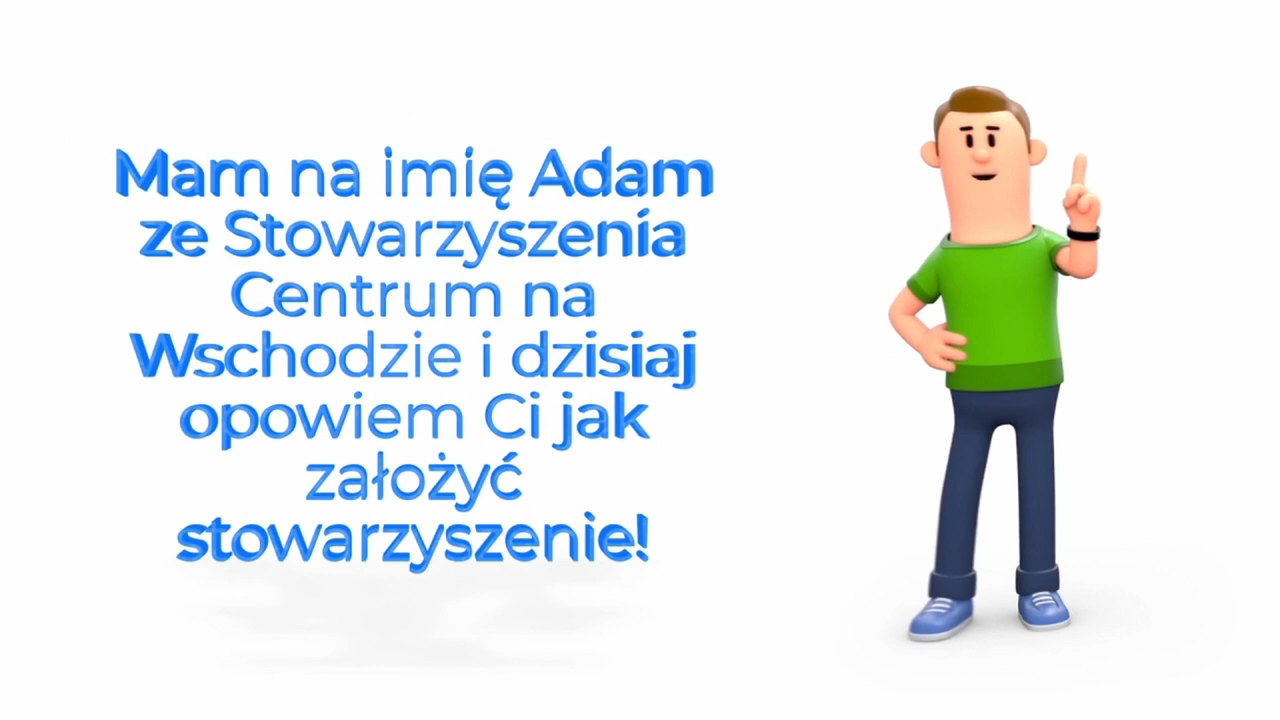 Mam na imię Adam
ze Stowarzyszenia
Centrum na
Wschodzie i dzisiaj
opowiem Ci jak
założyć
stowarzyszenie!